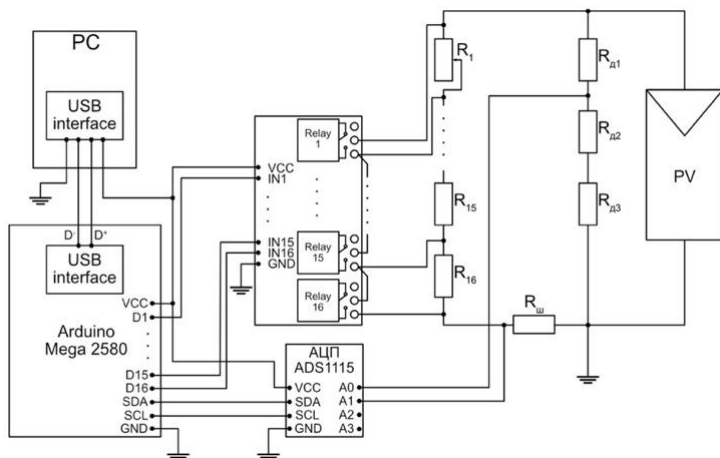 PC
USB
interface
D⁻ D⁺
USB
interface
Arduino
Mega 2580
VCC
D1
D15
D16
SDA
SCL
GND
Relay
1
VCC
IN1
IN15
IN16
GND
Relay
15
Relay
16
АЦП
ADS1115
VCC A0
SDA A1
SCL A2
GND A3
R1
R15
R16
Rд1
Rд2
Rд3
Rш
PV